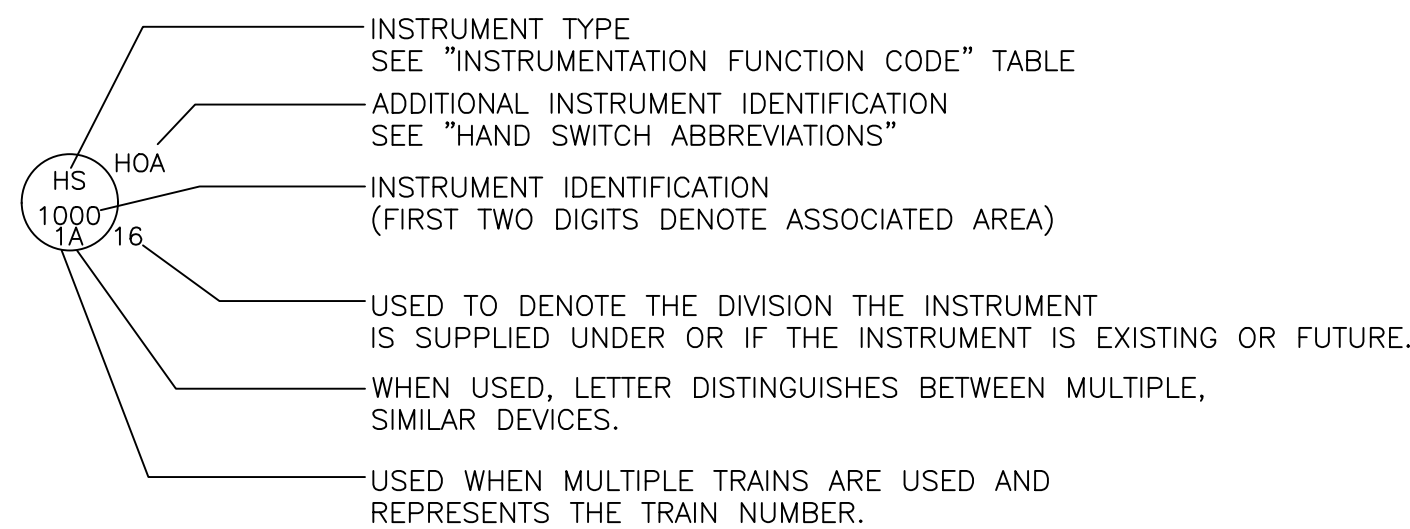 INSTRUMENT TYPE
SEE ”INSTRUMENTATION FUNCTION CODE” TABLE
ADDITIONAL INSTRUMENT IDENTIFICATION
SEE ”HAND SWITCH ABBREVIATIONS”
HOA
HS
INSTRUMENT IDENTIFICATION
(FIRST TWO DIGITS DENOTE ASSOCIATED AREA)
1000
1A 16
USED TO DENOTE THE DIVISION THE INSTRUMENT
IS SUPPLIED UNDER OR IF THE INSTRUMENT IS EXISTING OR FUTURE.
WHEN USED, LETTER DISTINGUISHES BETWEEN MULTIPLE,
SIMILAR DEVICES.
USED WHEN MULTIPLE TRAINS ARE USED AND
REPRESENTS THE TRAIN NUMBER.